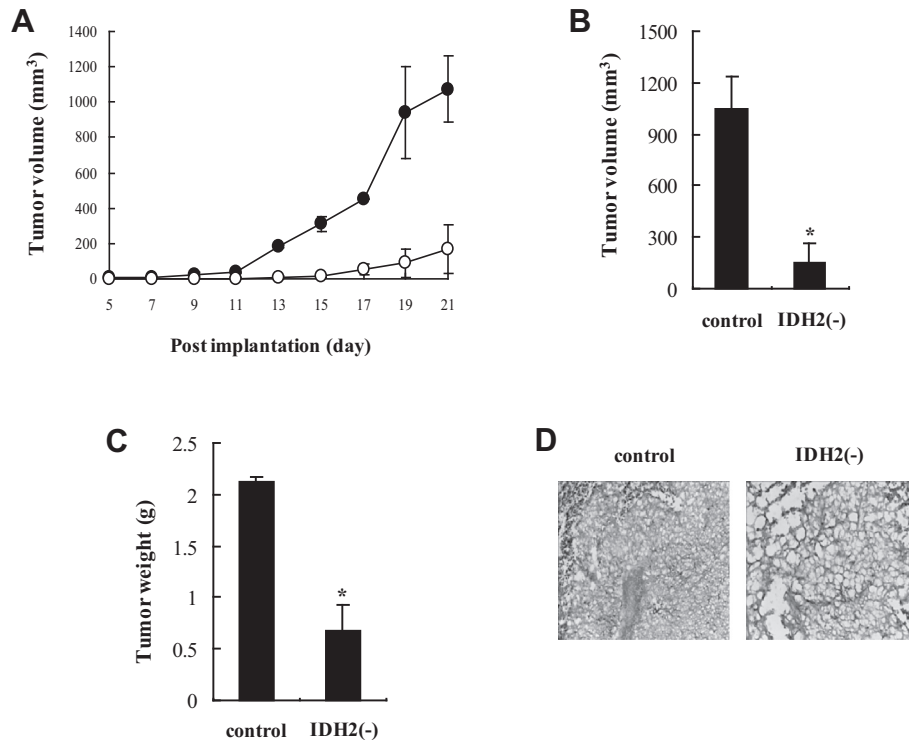 A
Tumor volume (mm³)
1400
1200
1000
800
600
400
200
0
5 7 9 11 13 15 17 19 21
Post implantation (day)
B
Tumor volume (mm³)
1500
1200
900
600
300
0
*
control IDH2(-)
C
Tumor weight (g)
2.5
2
1.5
1
0.5
0
*
control IDH2(-)
D
control IDH2(-)